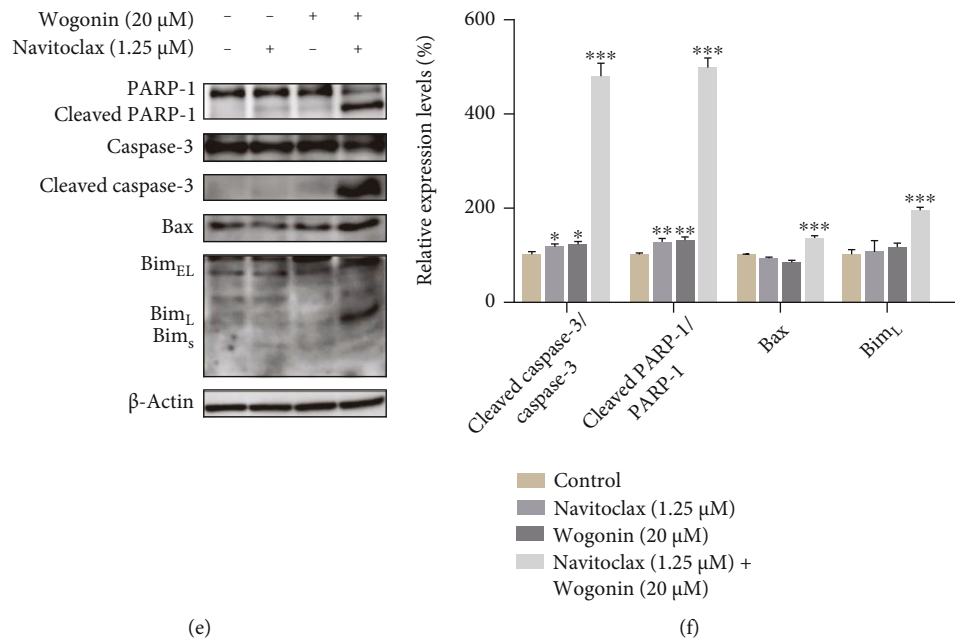 Wogonin (20 μM) – – + +
Navitoclax (1.25 μM) – + – +
PARP-1
Cleaved PARP-1
Caspase-3
Cleaved caspase-3
Bax
Bim_EL
Bim_L
Bim_s
β-Actin
(e)
Relative expression levels (%)
600
400
200
0
* * ***
** ** ***
***
***
Cleaved caspase-3/
caspase-3
Cleaved PARP-1/
PARP-1
Bax
Bim_L
Control
Navitoclax (1.25 μM)
Wogonin (20 μM)
Navitoclax (1.25 μM) +
Wogonin (20 μM)
(f)